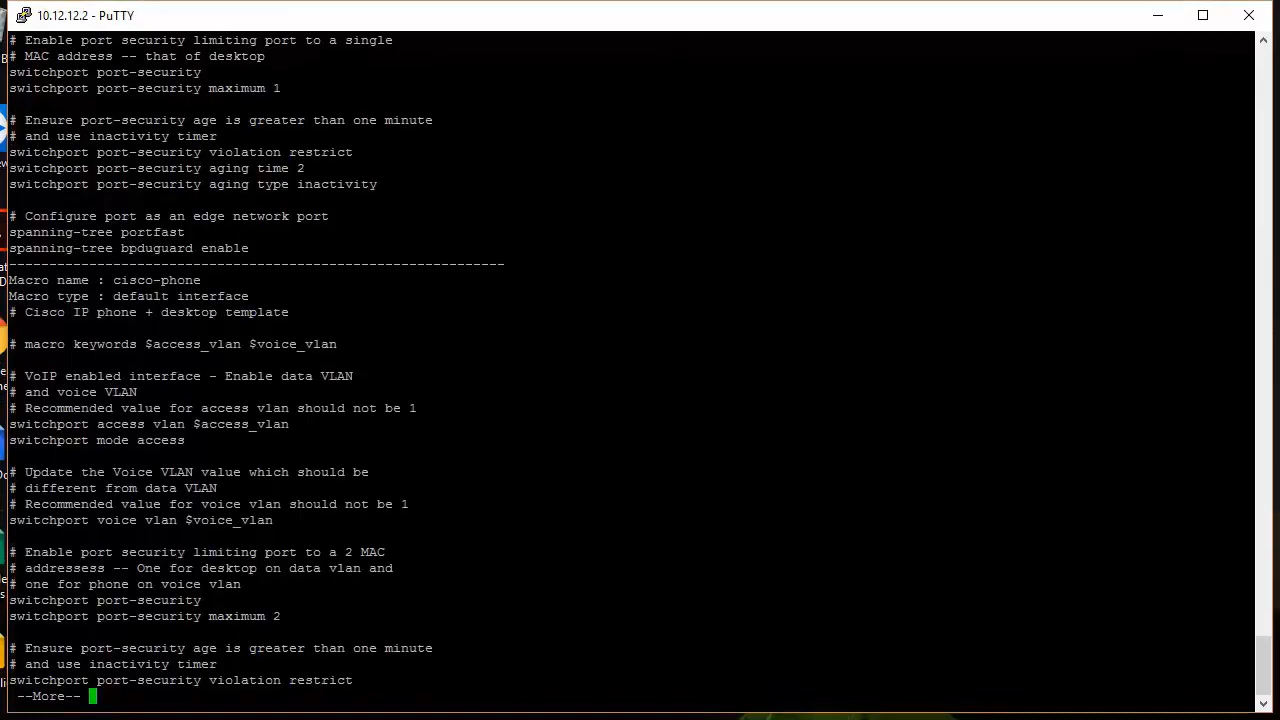 10.12.12.2 - PuTTY
# Enable port security limiting port to a single
# MAC address -- that of desktop
switchport port-security
switchport port-security maximum 1
# Ensure port-security age is greater than one minute
# and use inactivity timer
switchport port-security violation restrict
switchport port-security aging time 2
switchport port-security aging type inactivity
# Configure port as an edge network port
spanning-tree portfast
spanning-tree bpduguard enable
--------------------------------------------------------------
Macro name : cisco-phone
Macro type : default interface
# Cisco IP phone + desktop template
# macro keywords $access_vlan $voice_vlan
# VoIP enabled interface - Enable data VLAN
# and voice VLAN
# Recommended value for access vlan should not be 1
switchport access vlan $access_vlan
switchport mode access
# Update the Voice VLAN value which should be
# different from data VLAN
# Recommended value for voice vlan should not be 1
switchport voice vlan $voice_vlan
# Enable port security limiting port to a 2 MAC
# addressess -- One for desktop on data vlan and
# one for phone on voice vlan
switchport port-security
switchport port-security maximum 2
# Ensure port-security age is greater than one minute
# and use inactivity timer
switchport port-security violation restrict
--More--